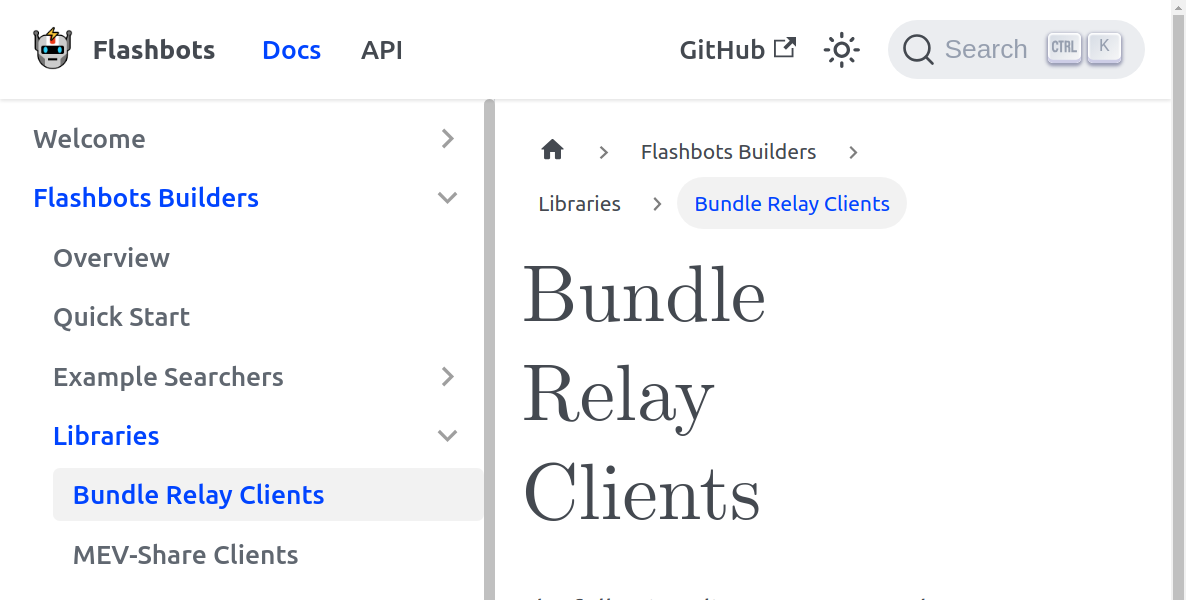 Flashbots Docs API GitHub Search CTRL K
Welcome
Flashbots Builders
Overview
Quick Start
Example Searchers
Libraries
Bundle Relay Clients
MEV-Share Clients
Flashbots Builders
Libraries Bundle Relay Clients
Bundle
Relay
Clients